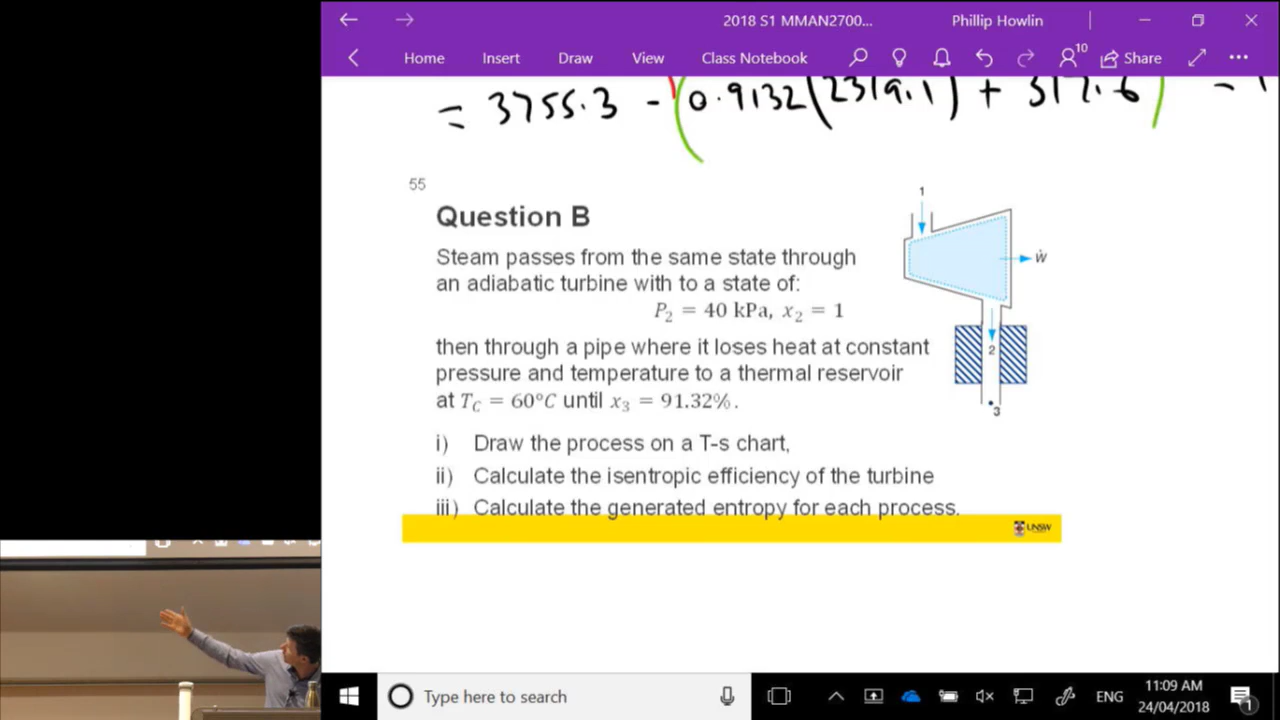 2018 S1 MMAN2700...
Phillip Howlin
Home
Insert
Draw
View
Class Notebook
10
Share
= 3755.3 - (0.9132(2319.1) + 317.6) = 1
55
Question B
Steam passes from the same state through
an adiabatic turbine with to a state of:
P₂ = 40 kPa, x₂ = 1
then through a pipe where it loses heat at constant
pressure and temperature to a thermal reservoir
at T_C = 60°C until x₃ = 91.32%.
i) Draw the process on a T-s chart,
ii) Calculate the isentropic efficiency of the turbine
iii) Calculate the generated entropy for each process.
1
Ẇ
2
3
UNSW
Type here to search
ENG
11:09 AM
24/04/2018
1